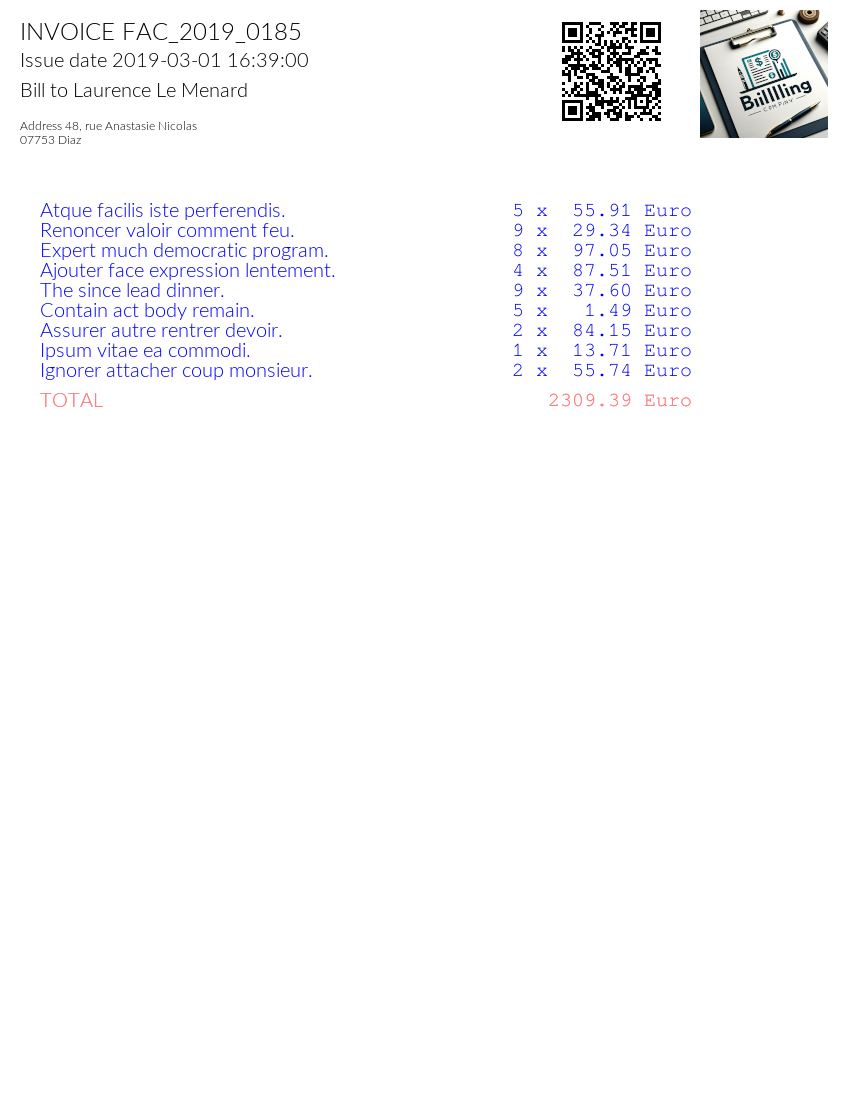 INVOICE FAC_2019_0185
Issue date 2019-03-01 16:39:00
Bill to Laurence Le Menard
Address 48, rue Anastasie Nicolas
07753 Diaz
Biilllling
COMPANY
Atque facilis iste perferendis. 5 x 55.91 Euro
Renoncer valoir comment feu. 9 x 29.34 Euro
Expert much democratic program. 8 x 97.05 Euro
Ajouter face expression lentement. 4 x 87.51 Euro
The since lead dinner. 9 x 37.60 Euro
Contain act body remain. 5 x 1.49 Euro
Assurer autre rentrer devoir. 2 x 84.15 Euro
Ipsum vitae ea commodi. 1 x 13.71 Euro
Ignorer attacher coup monsieur. 2 x 55.74 Euro
TOTAL 2309.39 Euro